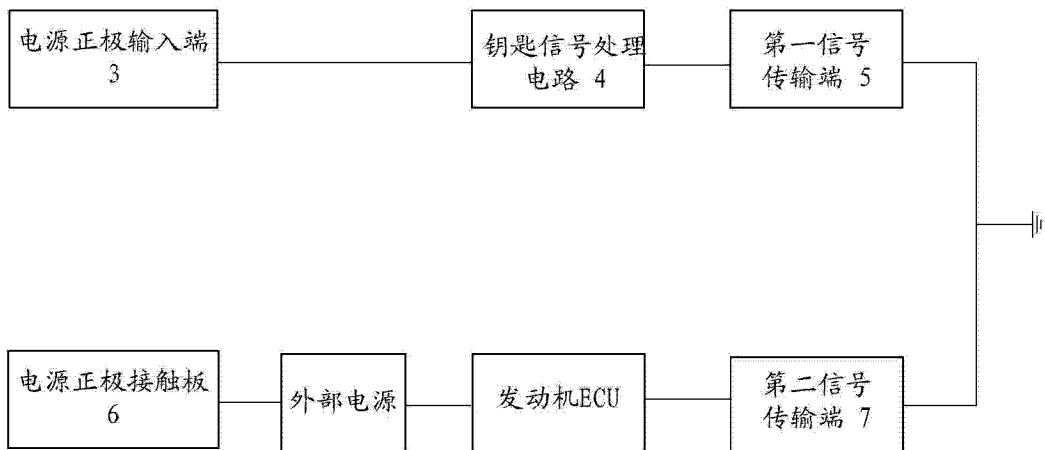 电源正极输入端
3
钥匙信号处理
电路 4
第一信号
传输端 5
电源正极接触板
6
外部电源
发动机ECU
第二信号
传输端 7